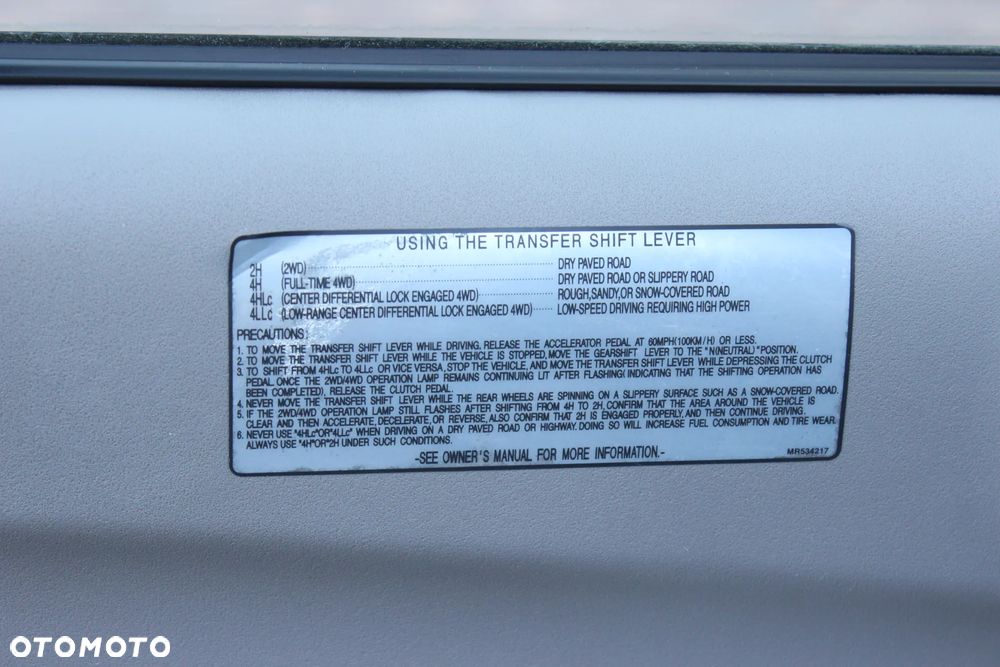 USING THE TRANSFER SHIFT LEVER
2H (2WD) DRY PAVED ROAD
4H (FULL-TIME 4WD) DRY PAVED ROAD OR SLIPPERY ROAD
4HLc (CENTER DIFFERENTIAL LOCK ENGAGED 4WD) ROUGH, SANDY, OR SNOW-COVERED ROAD
4LLc (LOW-RANGE CENTER DIFFERENTIAL LOCK ENGAGED 4WD) LOW-SPEED DRIVING REQUIRING HIGH POWER
PRECAUTIONS:
1. TO MOVE THE TRANSFER SHIFT LEVER WHILE DRIVING, RELEASE THE ACCELERATOR PEDAL AT 60MPH(100KM/H) OR LESS.
2. TO MOVE THE TRANSFER SHIFT LEVER WHILE THE VEHICLE IS STOPPED, MOVE THE GEARSHIFT LEVER TO THE "N(NEUTRAL)" POSITION.
3. TO SHIFT FROM 4HLc TO 4LLc OR VICE VERSA, STOP THE VEHICLE, AND MOVE THE TRANSFER SHIFT LEVER WHILE DEPRESSING THE CLUTCH
PEDAL. ONCE THE 2WD/4WD OPERATION LAMP REMAINS CONTINUING LIT AFTER FLASHING(INDICATING THAT THE SHIFTING OPERATION HAS
BEEN COMPLETED), RELEASE THE CLUTCH PEDAL.
4. NEVER MOVE THE TRANSFER SHIFT LEVER WHILE THE REAR WHEELS ARE SPINNING ON A SLIPPERY SURFACE SUCH AS A SNOW-COVERED ROAD.
5. IF THE 2WD/4WD OPERATION LAMP STILL FLASHES AFTER SHIFTING FROM 4H TO 2H, CONFIRM THAT THE AREA AROUND THE VEHICLE IS
CLEAR AND THEN ACCELERATE, DECELERATE, OR REVERSE, ALSO CONFIRM THAT 2H IS ENGAGED PROPERLY, AND THEN CONTINUE DRIVING.
6. NEVER USE "4HLc"OR"4LLc" WHEN DRIVING ON A DRY PAVED ROAD OR HIGHWAY. DOING SO WILL INCREASE FUEL CONSUMPTION AND TIRE WEAR.
ALWAYS USE "4H"OR"2H UNDER SUCH CONDITIONS.
-SEE OWNER'S MANUAL FOR MORE INFORMATION.-
MR534217
OTOMOTO